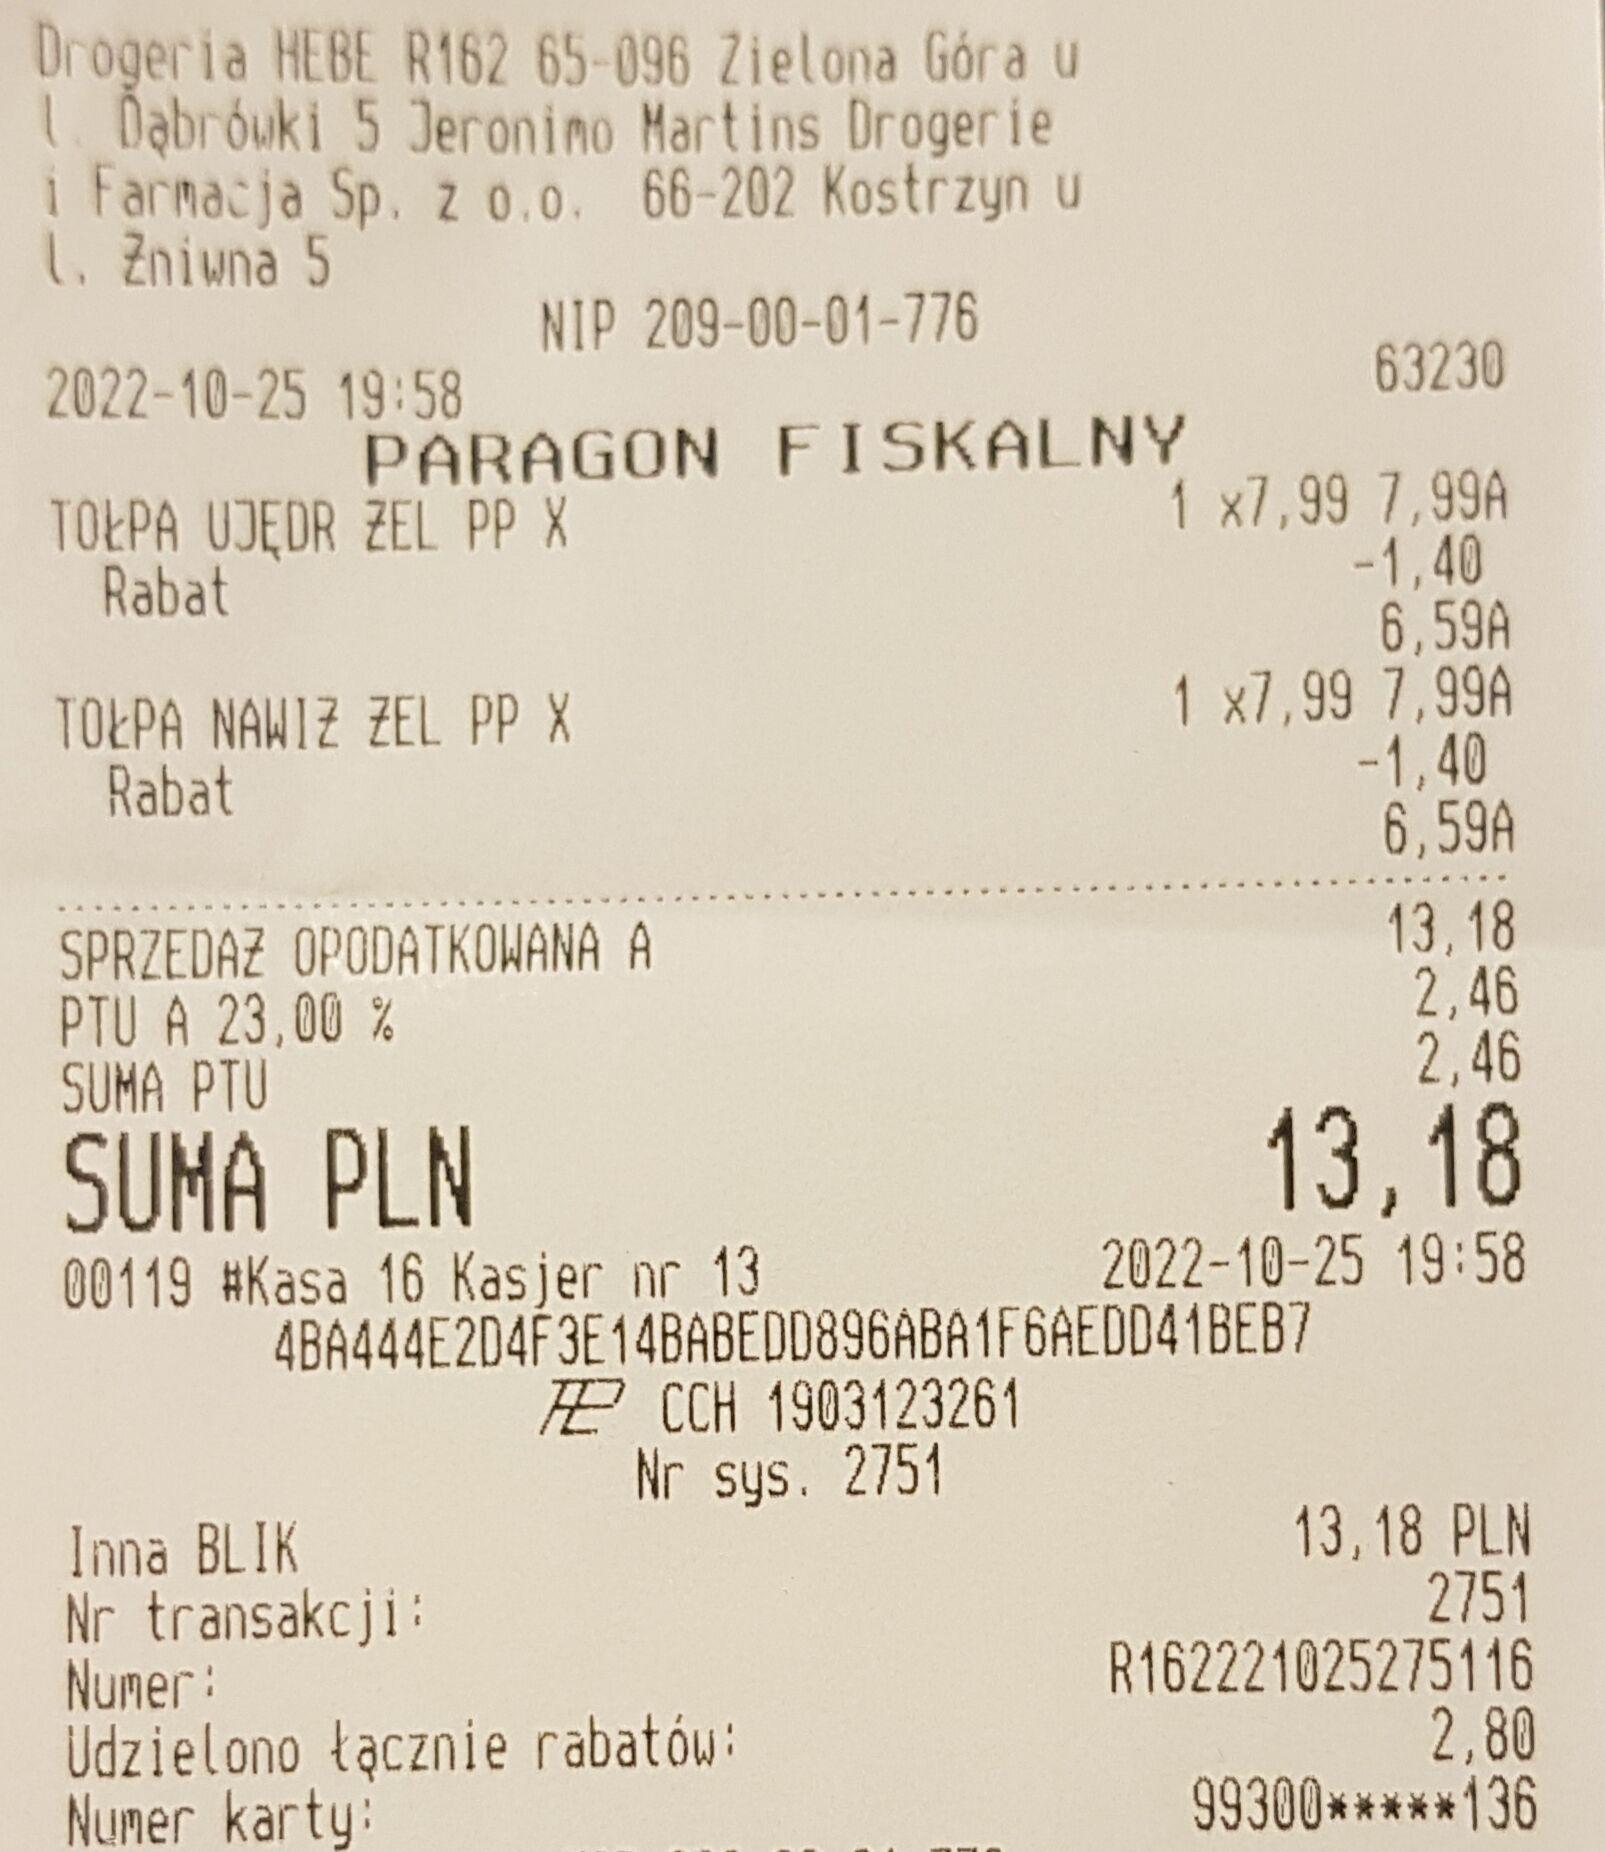 Drogeria HEBE R162 65-096 Zielona Góra u
l. Dąbrówki 5 Jeronimo Martins Drogerie
i Farmacja Sp. z o.o. 66-202 Kostrzyn u
l. Żniwna 5
NIP 209-00-01-776
2022-10-25 19:58 63230
PARAGON FISKALNY
TOŁPA UJĘDR ŻEL PP X 1 x7,99 7,99A
Rabat -1,40
6,59A
TOŁPA NAWIŻ ŻEL PP X 1 x7,99 7,99A
Rabat -1,40
6,59A
SPRZEDAŻ OPODATKOWANA A 13,18
PTU A 23,00 % 2,46
SUMA PTU 2,46
SUMA PLN 13,18
00119 #Kasa 16 Kasjer nr 13 2022-10-25 19:58
4BA444E2D4F3E14BABEDD896ABA1F6AEDD41BEB7
CCH 1903123261
Nr sys. 2751
Inna BLIK 13,18 PLN
Nr transakcji: 2751
Numer: R162221025275116
Udzielono łącznie rabatów: 2,80
Numer karty: 99300*****136